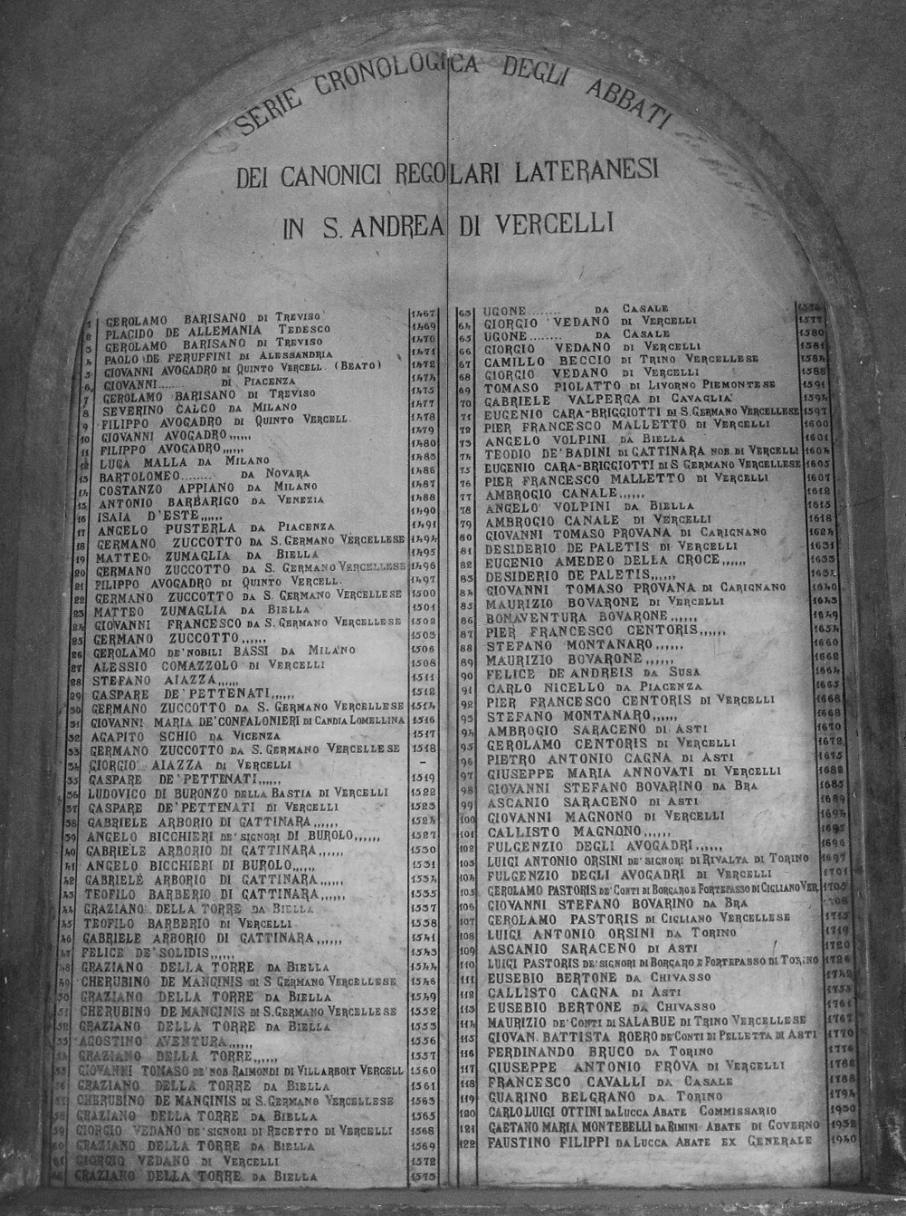 SERIE CRONOLOGICA DEGLI ABBATI
DEI CANONICI REGOLARI LATERANESI
IN S. ANDREA DI VERCELLI
1 GEROLAMO BARISANO DI TREVISO 1467
2 PLACIDO DE ALLEMANIA TEDESCO 1469
3 GEROLAMO BARISANO DI TREVISO 1470
4 PAOLO DE FERUFFINI DI ALESSANDRIA 1471
5 GIOVANNI AVOGADRO DI QUINTO VERCELL. (BEATO) 1472
6 GIOVANNI........ DI PIACENZA 1474
7 GEROLAMO BARISANO DI TREVISO 1475
8 SEVERINO CALCO DA MILANO 1477
9 FILIPPO AVOGADRO DI QUINTO VERCELL. 1478
10 GIOVANNI AVOGADRO,,,,,, 1479
11 FILIPPO AVOGADRO,,,,,, 1480
12 LUCA MALLA DA MILANO 1485
13 BARTOLOMEO........ DA NOVARA 1486
14 COSTANZO APPIANO DA MILANO 1487
15 ANTONIO BARBARIGO DA VENEZIA 1488
16 ISAIA D'ESTE,,,,,, 1490
17 ANGELO PUSTERLA DA PIACENZA 1491
18 GERMANO ZUCCOTTO DA S. GERMANO VERCELLESE 1494
19 MATTEO ZUMAGLIA DA BIELLA 1495
20 GERMANO ZUCCOTTO DA S. GERMANO VERCELLESE 1496
21 FILIPPO AVOGADRO DI QUINTO VERCELL. 1497
22 GERMANO ZUCCOTTO DA S. GERMANO VERCELLESE 1500
23 MATTEO ZUMAGLIA DA BIELLA 1501
24 GIOVANNI FRANCESCO DA S. GERMANO VERCELLESE 1502
25 GERMANO ZUCCOTTO,,,,,, 1503
26 GEROLAMO DE'NOBILI BASSI DA MILANO 1506
27 ALESSIO COMAZZOLO DI VERCELLI 1508
28 STEFANO AIAZZA,,,,,, 1511
29 GASPARE DE'PETTENATI,,,,,, 1512
30 GERMANO ZUCCOTTO DA S. GERMANO VERCELLESE 1514
31 GIOVANNI MARIA DE'CONFALONIERI DI CANDIA LOMELLINA 1516
32 AGAPITO SCHIO DA VICENZA 1517
33 GERMANO ZUCCOTTO DA S. GERMANO VERCELLESE 1518
34 GIORGIO AIAZZA DI VERCELLI –
35 GASPARE DE'PETTENATI,,,,,, 1519
36 LUDOVICO DI BURONZO DELLA BASTIA DI VERCELLI 1522
37 GASPARE DE'PETTENATI DI VERCELLI 1523
38 GABRIELE ARBORIO DI GATTINARA,,,,,, 1524
39 ANGELO BICCHIERI DE'SIGNORI DI BUROLO,,,,,, 1527
40 GABRIELE ARBORIO DI GATTINARA,,,,,, 1530
41 ANGELO BICCHIERI DI BUROLO,,,,,, 1531
42 GABRIELE ARBORIO DI GATTINARA,,,,,, 1534
43 TEOFILO BARBERIO DI GATTINARA,,,,,, 1535
44 GRAZIANO DELLA TORRE DA BIELLA 1537
45 TEOFILO BARBERIO DI VERCELLI 1538
46 GABRIELE ARBORIO DI GATTINARA,,,,,, 1541
47 FELICE DE'SOLIDIS,,,,,, 1543
48 GRAZIANO DELLA TORRE DA BIELLA 1544
49 CHERUBINO DE MANGINIS DI S GERMANO VERCELLESE 1546
50 GRAZIANO DELLA TORRE DA BIELLA 1549
51 CHERUBINO DE MANGINIS DI S. GERMANO VERCELLESE 1552
52 GRAZIANO DELLA TORRE DA BIELLA 1553
53 AGOSTINO AVENTURA,,,,,, 1556
54 GRAZIANO DELLA TORRE,,,,,, 1557
55 GIOVANNI TOMASO DE'NOB. RAIMONDI DI VILLARBOIT VERCELL 1560
56 GRAZIANO DELLA TORRE DA BIELLA 1561
57 CHERUBINO DE MANGINIS DI S. GERMANO VERCELLESE 1563
58 GRAZIANO DELLA TORRE DA BIELLA 1565
59 GIORGIO VEDANO DE'SIGNORI DI RECETTO DI VERCELLI 1568
60 GRAZIANO DELLA TORRE DA BIELLA 1569
61 GIORGIO VEDANO DI VERCELLI 1572
62 GRAZIANO DELLA TORRE DA BIELLA 1575
63 UGONE........ DA CASALE 1576
64 GIORGIO VEDANO DI VERCELLI 1577
65 UGONE........ DA CASALE 1580
66 GIORGIO VEDANO DI VERCELLI 1581
67 CAMILLO BECCIO DI TRINO VERCELLESE 1584
68 GIORGIO VEDANO DI VERCELLI 1588
69 TOMASO PIOLATTO DI LIVORNO PIEMONTESE 1591
70 GABRIELE VALPERGA DI CAVAGLIA' 1594
71 EUGENIO CARA-BRIGGIOTTI DI S. GERMANO VERCELLESE 1597
72 PIER FRANCESCO MALLETTO DI VERCELLI 1600
73 ANGELO VOLPINI DA BIELLA 1601
74 TEODIO DE'BADINI DI GATTINARA NOB. DI VERCELLI 1604
75 EUGENIO CARA-BRIGGIOTTI DI S GERMANO VERCELLESE 1605
76 PIER FRANCESCO MALLETTO DI VERCELLI 1607
77 AMBROGIO CANALE,,,,,, 1612
78 ANGELO VOLPINI DA BIELLA 1615
79 AMBROGIO CANALE DI VERCELLI 1618
80 GIOVANNI TOMASO PROVANA DI CARIGNANO 1624
81 DESIDERIO DE PALETIS DI VERCELLI 1631
82 EUGENIO AMEDEO DELLA CROCE,,,,,, 1633
83 DESIDERIO DE PALETIS,,,,,, 1637
84 GIOVANNI TOMASO PROVANA DI CARIGNANO 1640
85 MAURIZIO BOVARONE DI VERCELLI 1643
86 BONAVENTURA BOVARONE,,,,,, 1649
87 PIER FRANCESCO CENTORIS,,,,,, 1654
88 STEFANO MONTANARO,,,,,, 1660
89 MAURIZIO BOVARONE,,,,,, 1662
90 FELICE DE ANDREIS DA SUSA 1664
91 CARLO NICELLO DA PIACENZA 1665
92 PIER FRANCESCO CENTORIS DI VERCELLI 1668
93 STEFANO MONTANARO,,,,,, 1668
94 AMBROGIO SARACENO DI ASTI 1670
95 GEROLAMO CENTORIS DI VERCELLI 1672
96 PIETRO ANTONIO CAGNA DI ASTI 1675
97 GIUSEPPE MARIA ANNOVATI DI VERCELLI 1682
98 GIOVANNI STEFANO BOVARINO DA BRA 1685
99 ASCANIO SARACENO DI ASTI 1689
100 GIOVANNI MAGNONO DI VERCELLI 1694
101 CALLISTO MAGNONO,,,,,, 1695
102 FULGENZIO DEGLI AVOGADRI,,,,,, 1696
103 LUIGI ANTONIO ORSINI DE'SIGNORI DI RIVALTA DI TORINO 1697
104 FULGENZIO DEGLI AVOGADRI DI VERCELLI 1701
105 GEROLAMO PASTORIS DE'CONTI DI BORGARO E FORTEPASSO DI CIGLIANO VER. 1703
106 GIOVANNI STEFANO BOVARINO DA BRA
107 GEROLAMO PASTORIS DI CIGLIANO VERCELLESE 1713
108 LUIGI ANTONIO ORSINI DA TORINO 1719
109 ASCANIO SARACENO DI ASTI 1720
110 LUIGI PASTORIS DE'SIGNORI DI BORGARO E FORTEPASSO DI TORINO 1726
111 EUSEBIO BERTONE DA CHIVASSO
112 CALLISTO CAGNA DI ASTI
113 EUSEBIO BERTONE DA CHIVASSO 1761
114 MAURIZIO DE'CONTI DI SALABUE DI TRINO VERCELLESE 1767
115 GIOVAN. BATTISTA ROERO DE'CONTI DI PELLETTA DI ASTI 1770
116 FERDINANDO BRUCO DA TORINO 1776
117 GIUSEPPE ANTONIO FROVA DI VERCELLI 1782
118 FRANCESCO CAVALLI DA CASALE 1788
119 GUARINO BELGRANO DA TORINO 1794
120 CARLO LUIGI OTTINI DA LUCCA ABATE COMMISSARIO 1930
121 GAETANO MARIA MONTEBELLI DA RIMINI ABATE DI GOVERNO 1932
122 FAUSTINO FILIPPI DA LUCCA ABATE EX GENERALE 1940